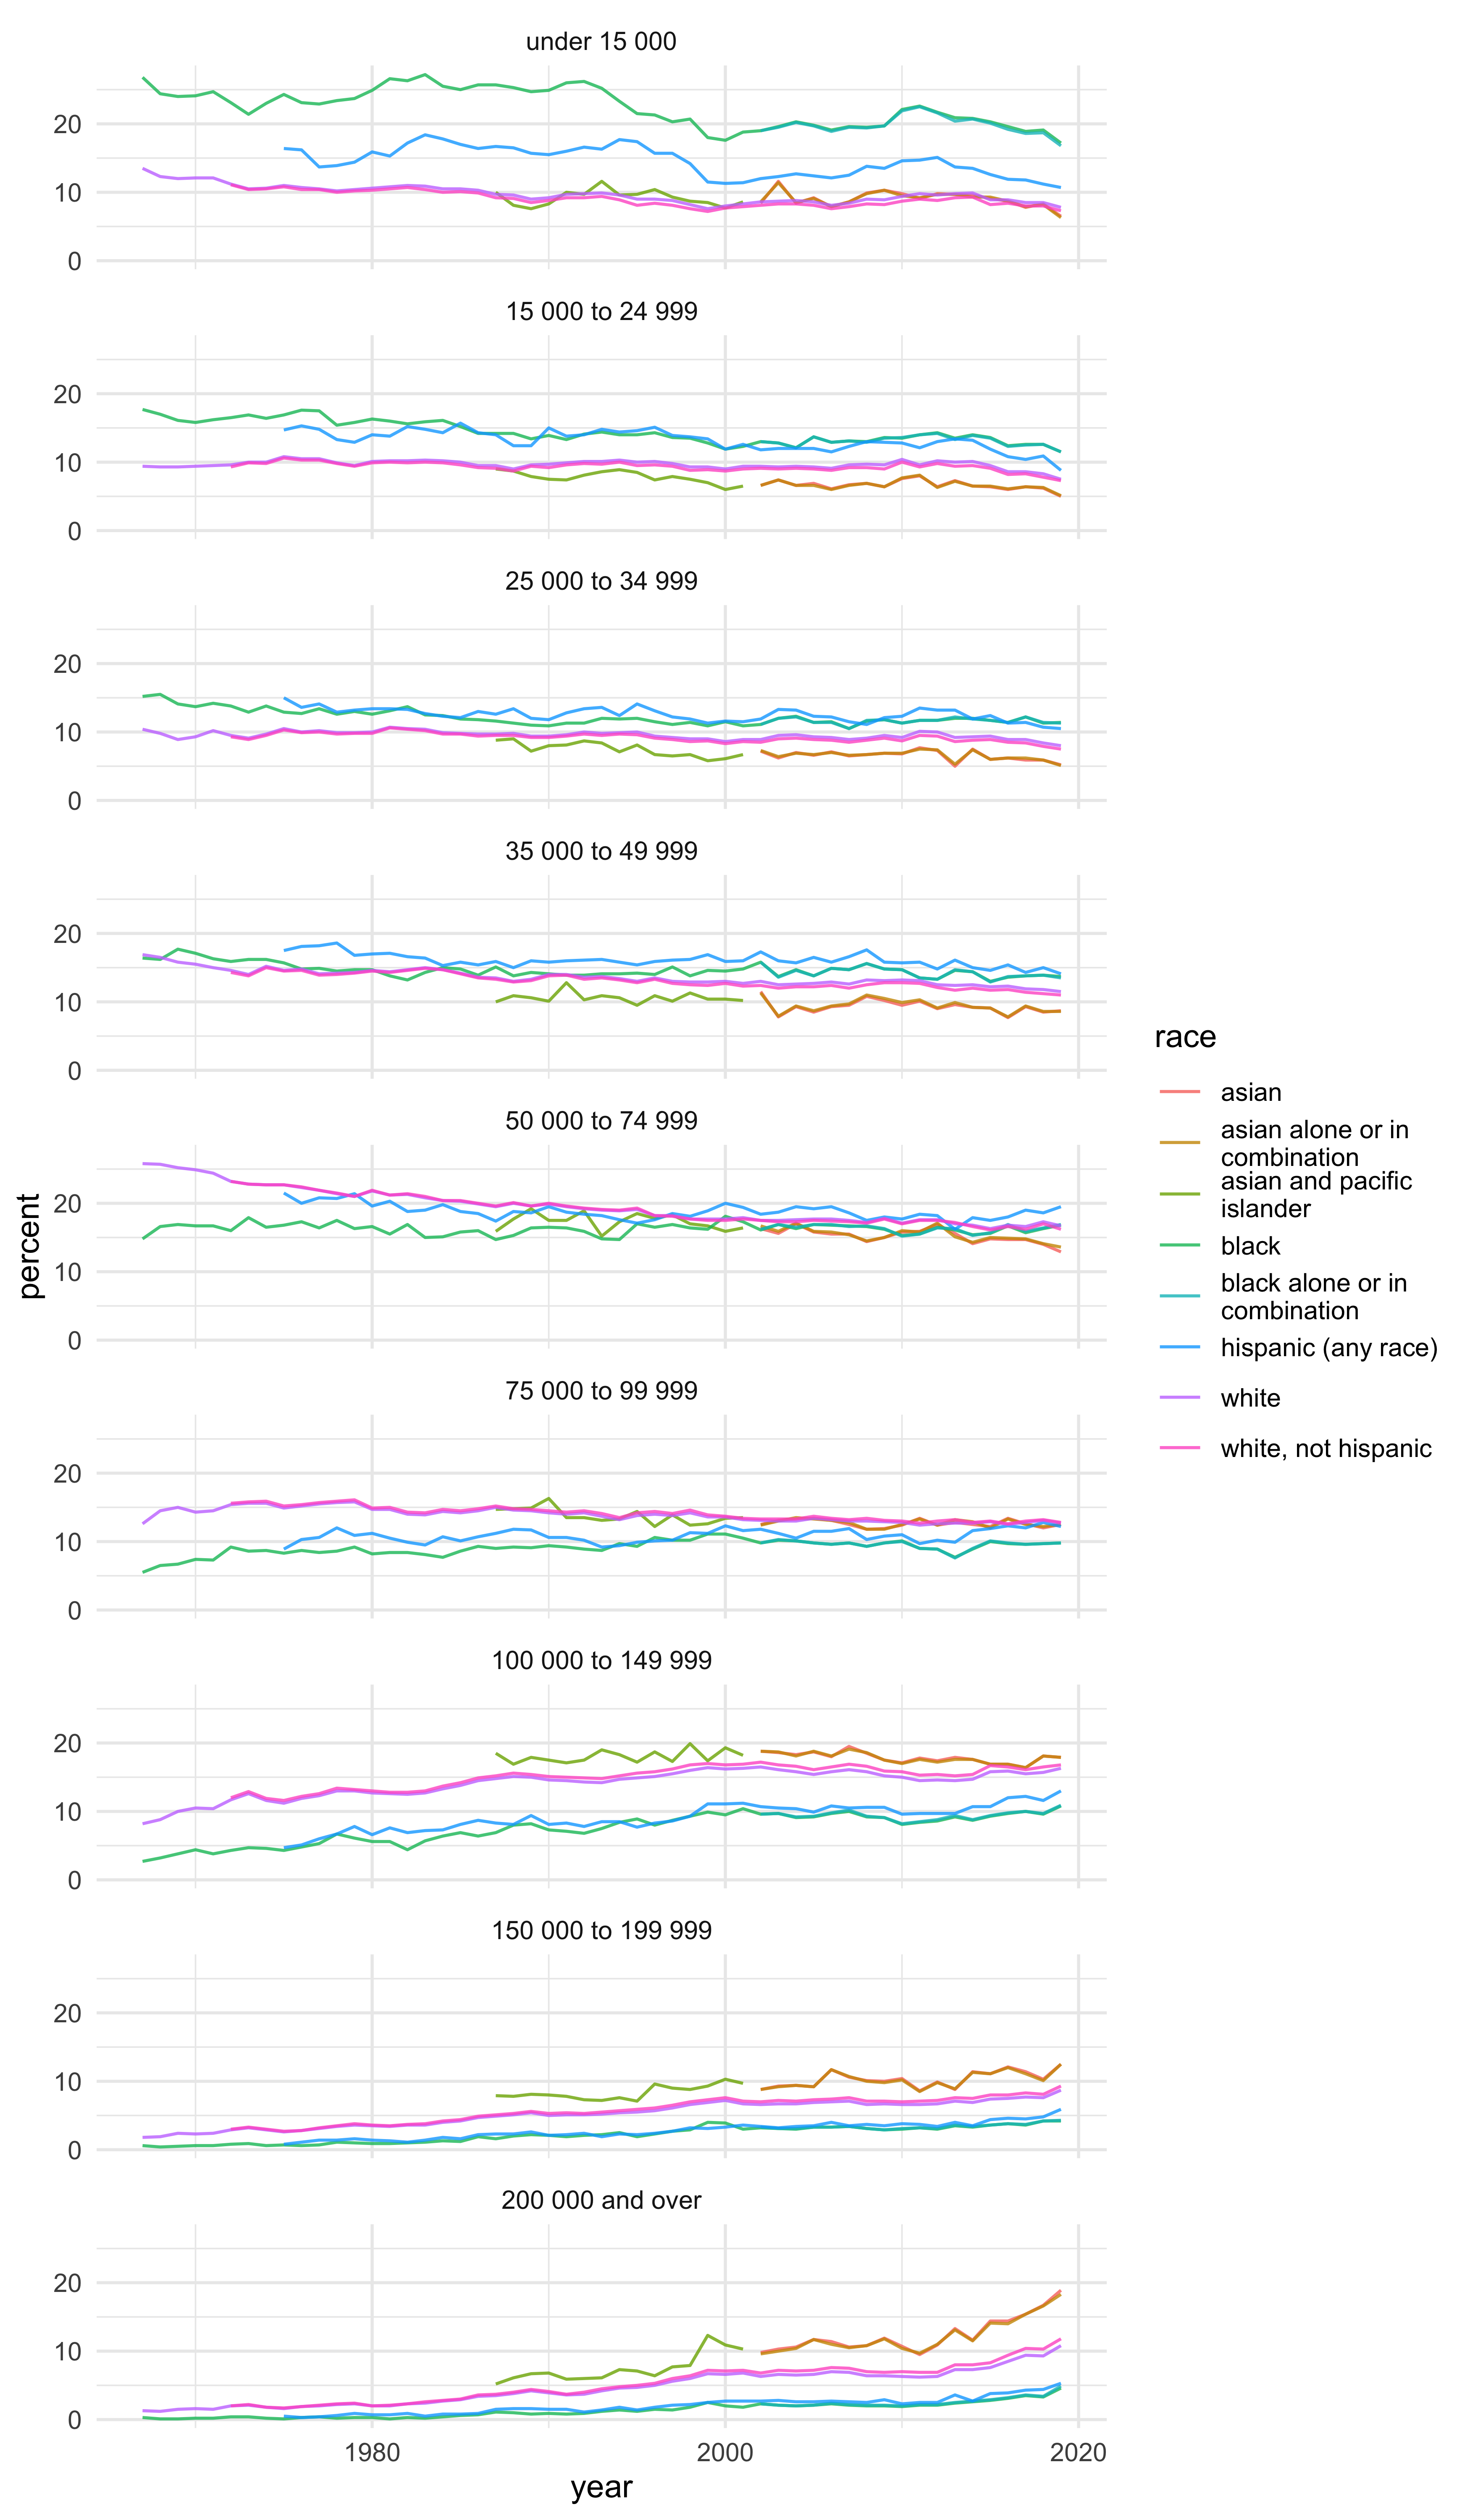 under 15 000
20
10
0
15 000 to 24 999
20
10
0
25 000 to 34 999
20
10
0
35 000 to 49 999
20
10
0
50 000 to 74 999
20
10
0
75 000 to 99 999
20
10
0
100 000 to 149 999
20
10
0
150 000 to 199 999
20
10
0
200 000 and over
20
10
0
1980 2000 2020
year
percent
race
asian
asian alone or in
combination
asian and pacific
islander
black
black alone or in
combination
hispanic (any race)
white
white, not hispanic